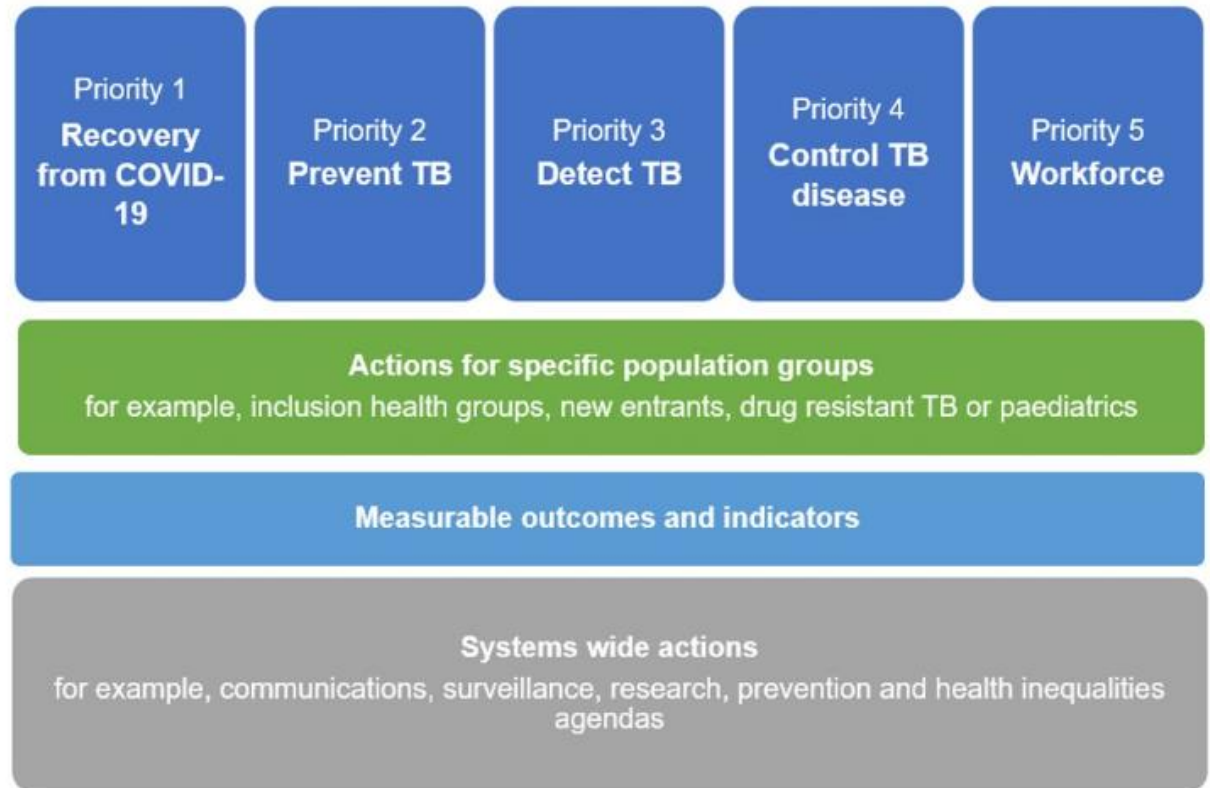 Priority 1
Recovery
from COVID-
19
Priority 2
Prevent TB
Priority 3
Detect TB
Priority 4
Control TB
disease
Priority 5
Workforce
Actions for specific population groups
for example, inclusion health groups, new entrants, drug resistant TB or paediatrics
Measurable outcomes and indicators
Systems wide actions
for example, communications, surveillance, research, prevention and health inequalities
agendas